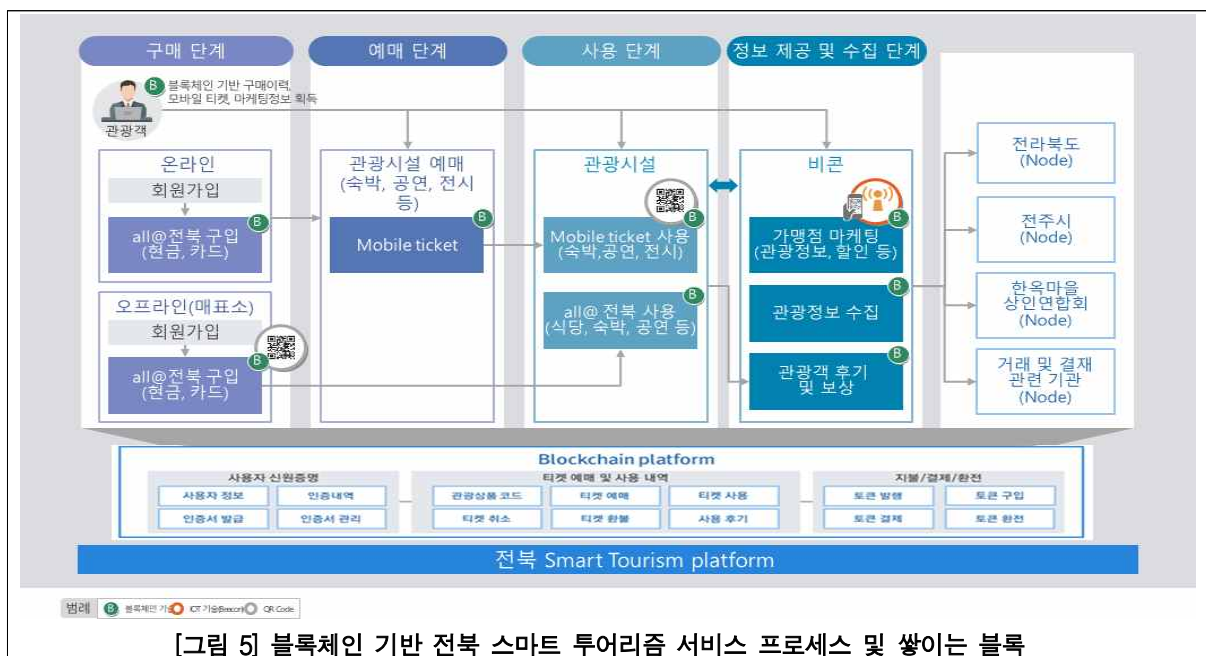 구매 단계
예매 단계
사용 단계
정보 제공 및 수집 단계
B
블록체인 기반 구매이력,
모바일 티켓, 마케팅정보 획득
관광객
온라인
회원가입
B
all@전북 구입
(현금, 카드)
오프라인(매표소)
회원가입
B
all@전북 구입
(현금, 카드)
관광시설 예매
(숙박, 공연, 전시
등)
B
Mobile ticket
관광시설
B
Mobile ticket 사용
(숙박,공연, 전시)
B
all@ 전북 사용
(식당, 숙박, 공연 등)
비콘
B
가맹점 마케팅
(관광정보, 할인 등)
B
관광정보 수집
B
관광객 후기
및 보상
전라북도
(Node)
전주시
(Node)
한옥마을
상인연합회
(Node)
거래 및 결재
관련 기관
(Node)
Blockchain platform
사용자 신원증명
사용자 정보
인증내역
인증서 발급
인증서 관리
티켓 예매 및 사용 내역
관광상품 코드
티켓 예매
티켓 사용
티켓 취소
티켓 환불
사용 후기
지불/결제/환전
토큰 발행
토큰 구입
토큰 결제
토큰 환전
전북 Smart Tourism platform
범례
B
블록체인 기술
IOT 기술(Beacon)
QR Code
[그림 5] 블록체인 기반 전북 스마트 투어리즘 서비스 프로세스 및 쌓이는 블록